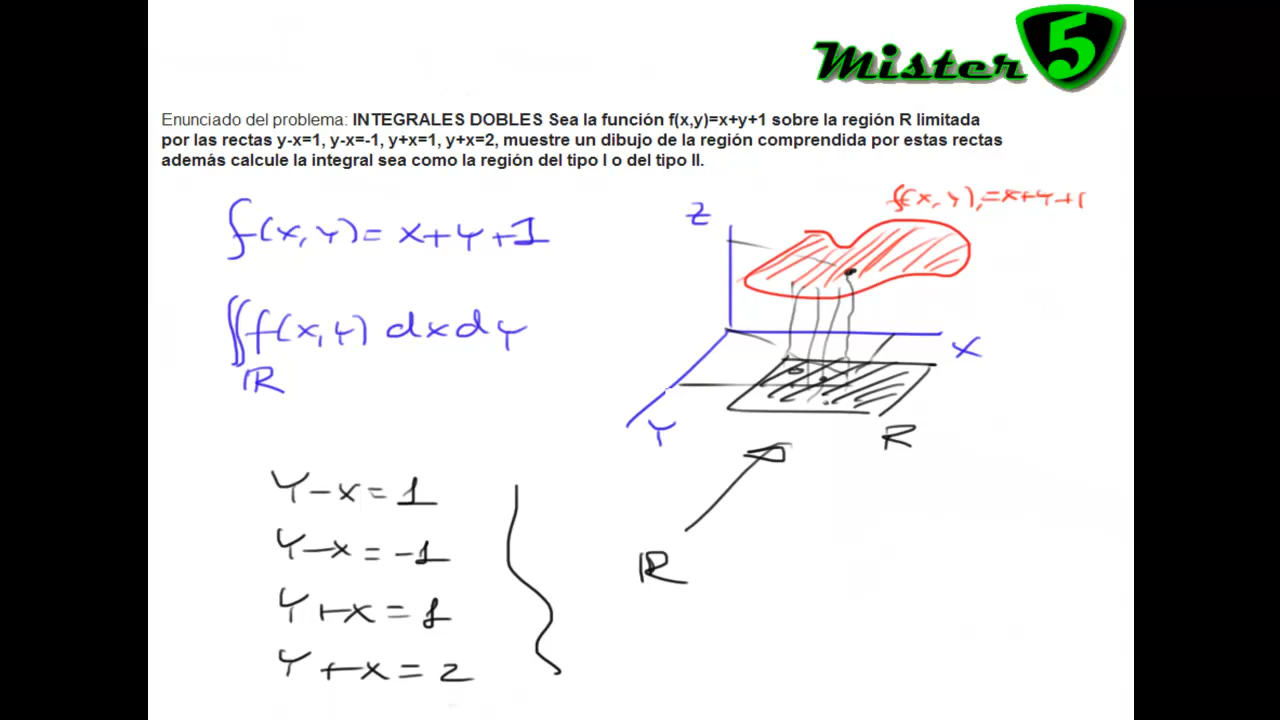 Mister 5
Enunciado del problema: INTEGRALES DOBLES Sea la función f(x,y)=x+y+1 sobre la región R limitada
por las rectas y-x=1, y-x=-1, y+x=1, y+x=2, muestre un dibujo de la región comprendida por estas rectas
además calcule la integral sea como la región del tipo I o del tipo II.
f(x,y)= x+y+1
∬f(x,y) dxdy
R
Y-x=1
Y-x=-1
Y+x=1
Y+x=2
f(x,y)=x+y+1
Z
X
Y
R
R